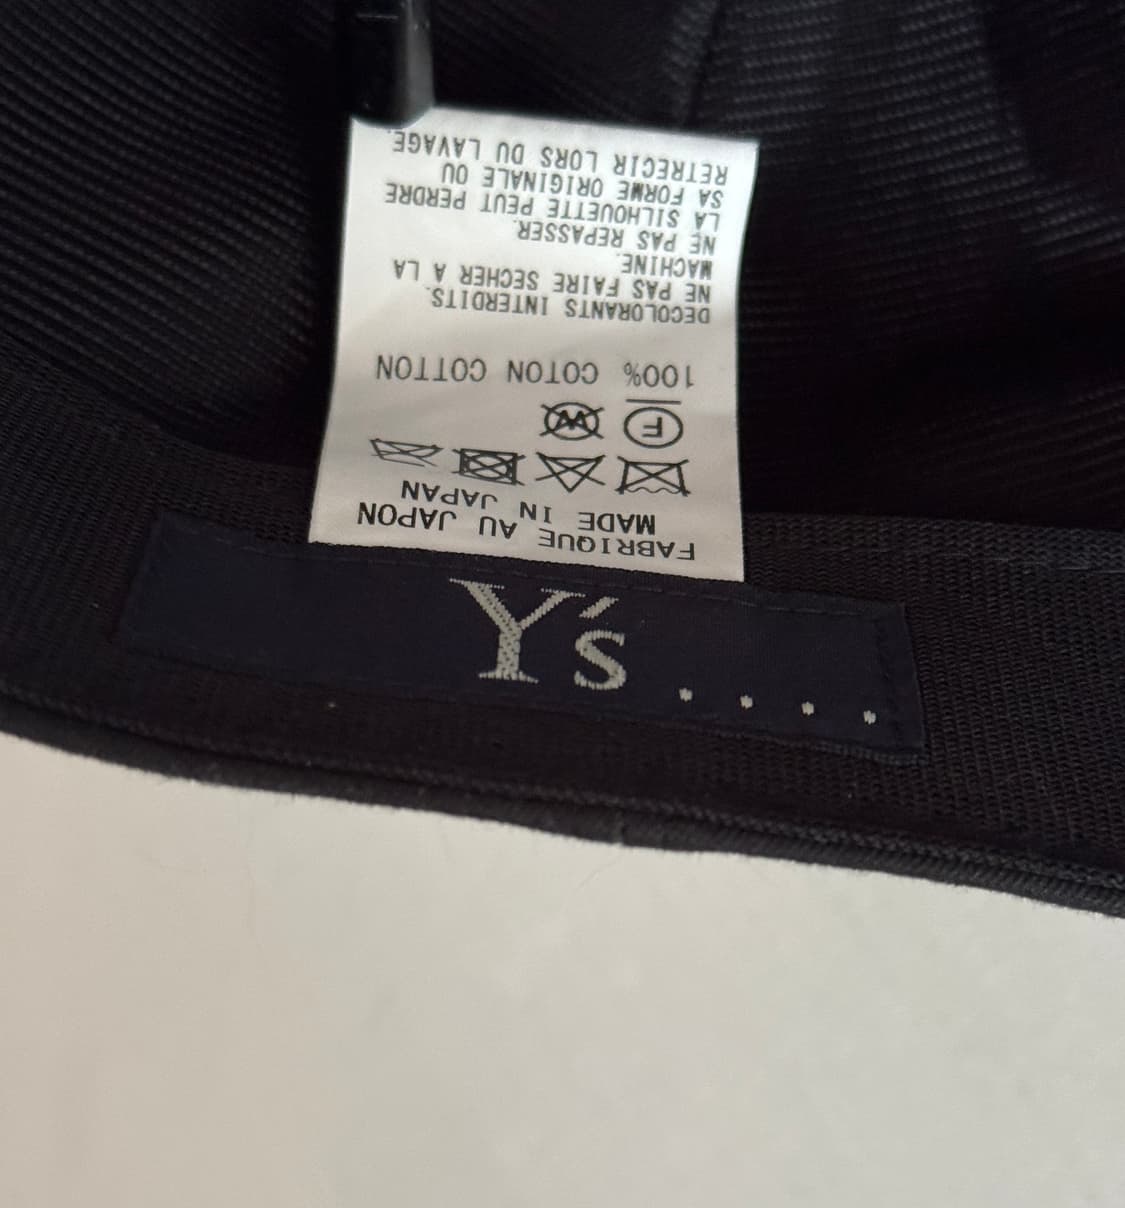 FABRIQUE AU JAPON
MADE IN JAPAN
F W
100% COTON COTTON
DECOLORANTS INTERDITS.
NE PAS FAIRE SECHER A LA
MACHINE.
NE PAS REPASSER.
LA SILHOUETTE PEUT PERDRE
SA FORME ORIGINALE OU
RETRECIR LORS DU LAVAGE.
Y's....